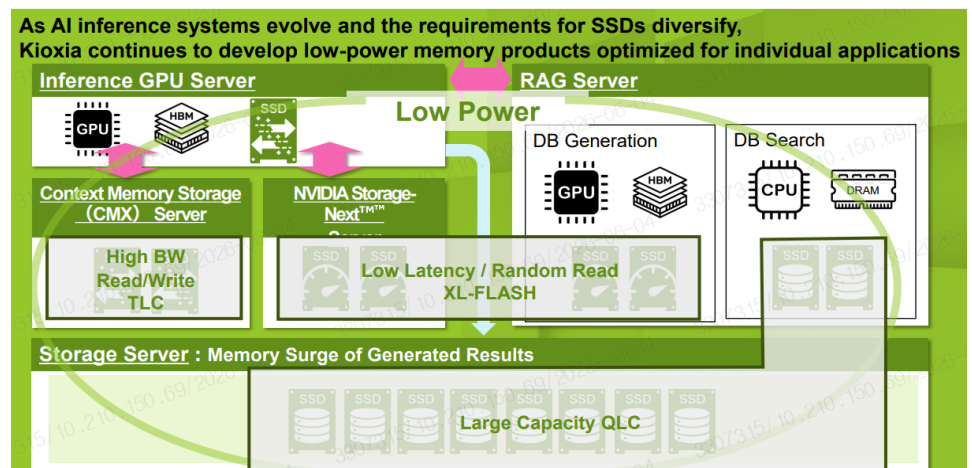 As AI inference systems evolve and the requirements for SSDs diversify,
Kioxia continues to develop low-power memory products optimized for individual applications
Inference GPU Server
RAG Server
Low Power
GPU
HBM
SSD
DB Generation
DB Search
GPU
HBM
CPU
DRAM
Context Memory Storage
（CMX） Server
NVIDIA Storage-
Next™™
Server
SSD SSD
High BW
Read/Write
TLC
SSD SSD SSD SSD
Low Latency / Random Read
XL-FLASH
SSD SSD
Storage Server : Memory Surge of Generated Results
SSD SSD SSD SSD SSD SSD SSD SSD
Large Capacity QLC